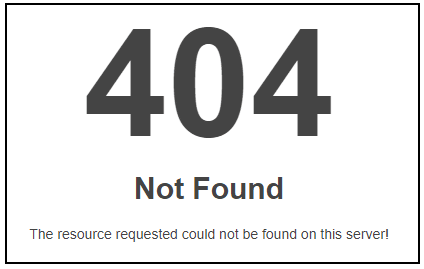 404
Not Found
The resource requested could not be found on this server!